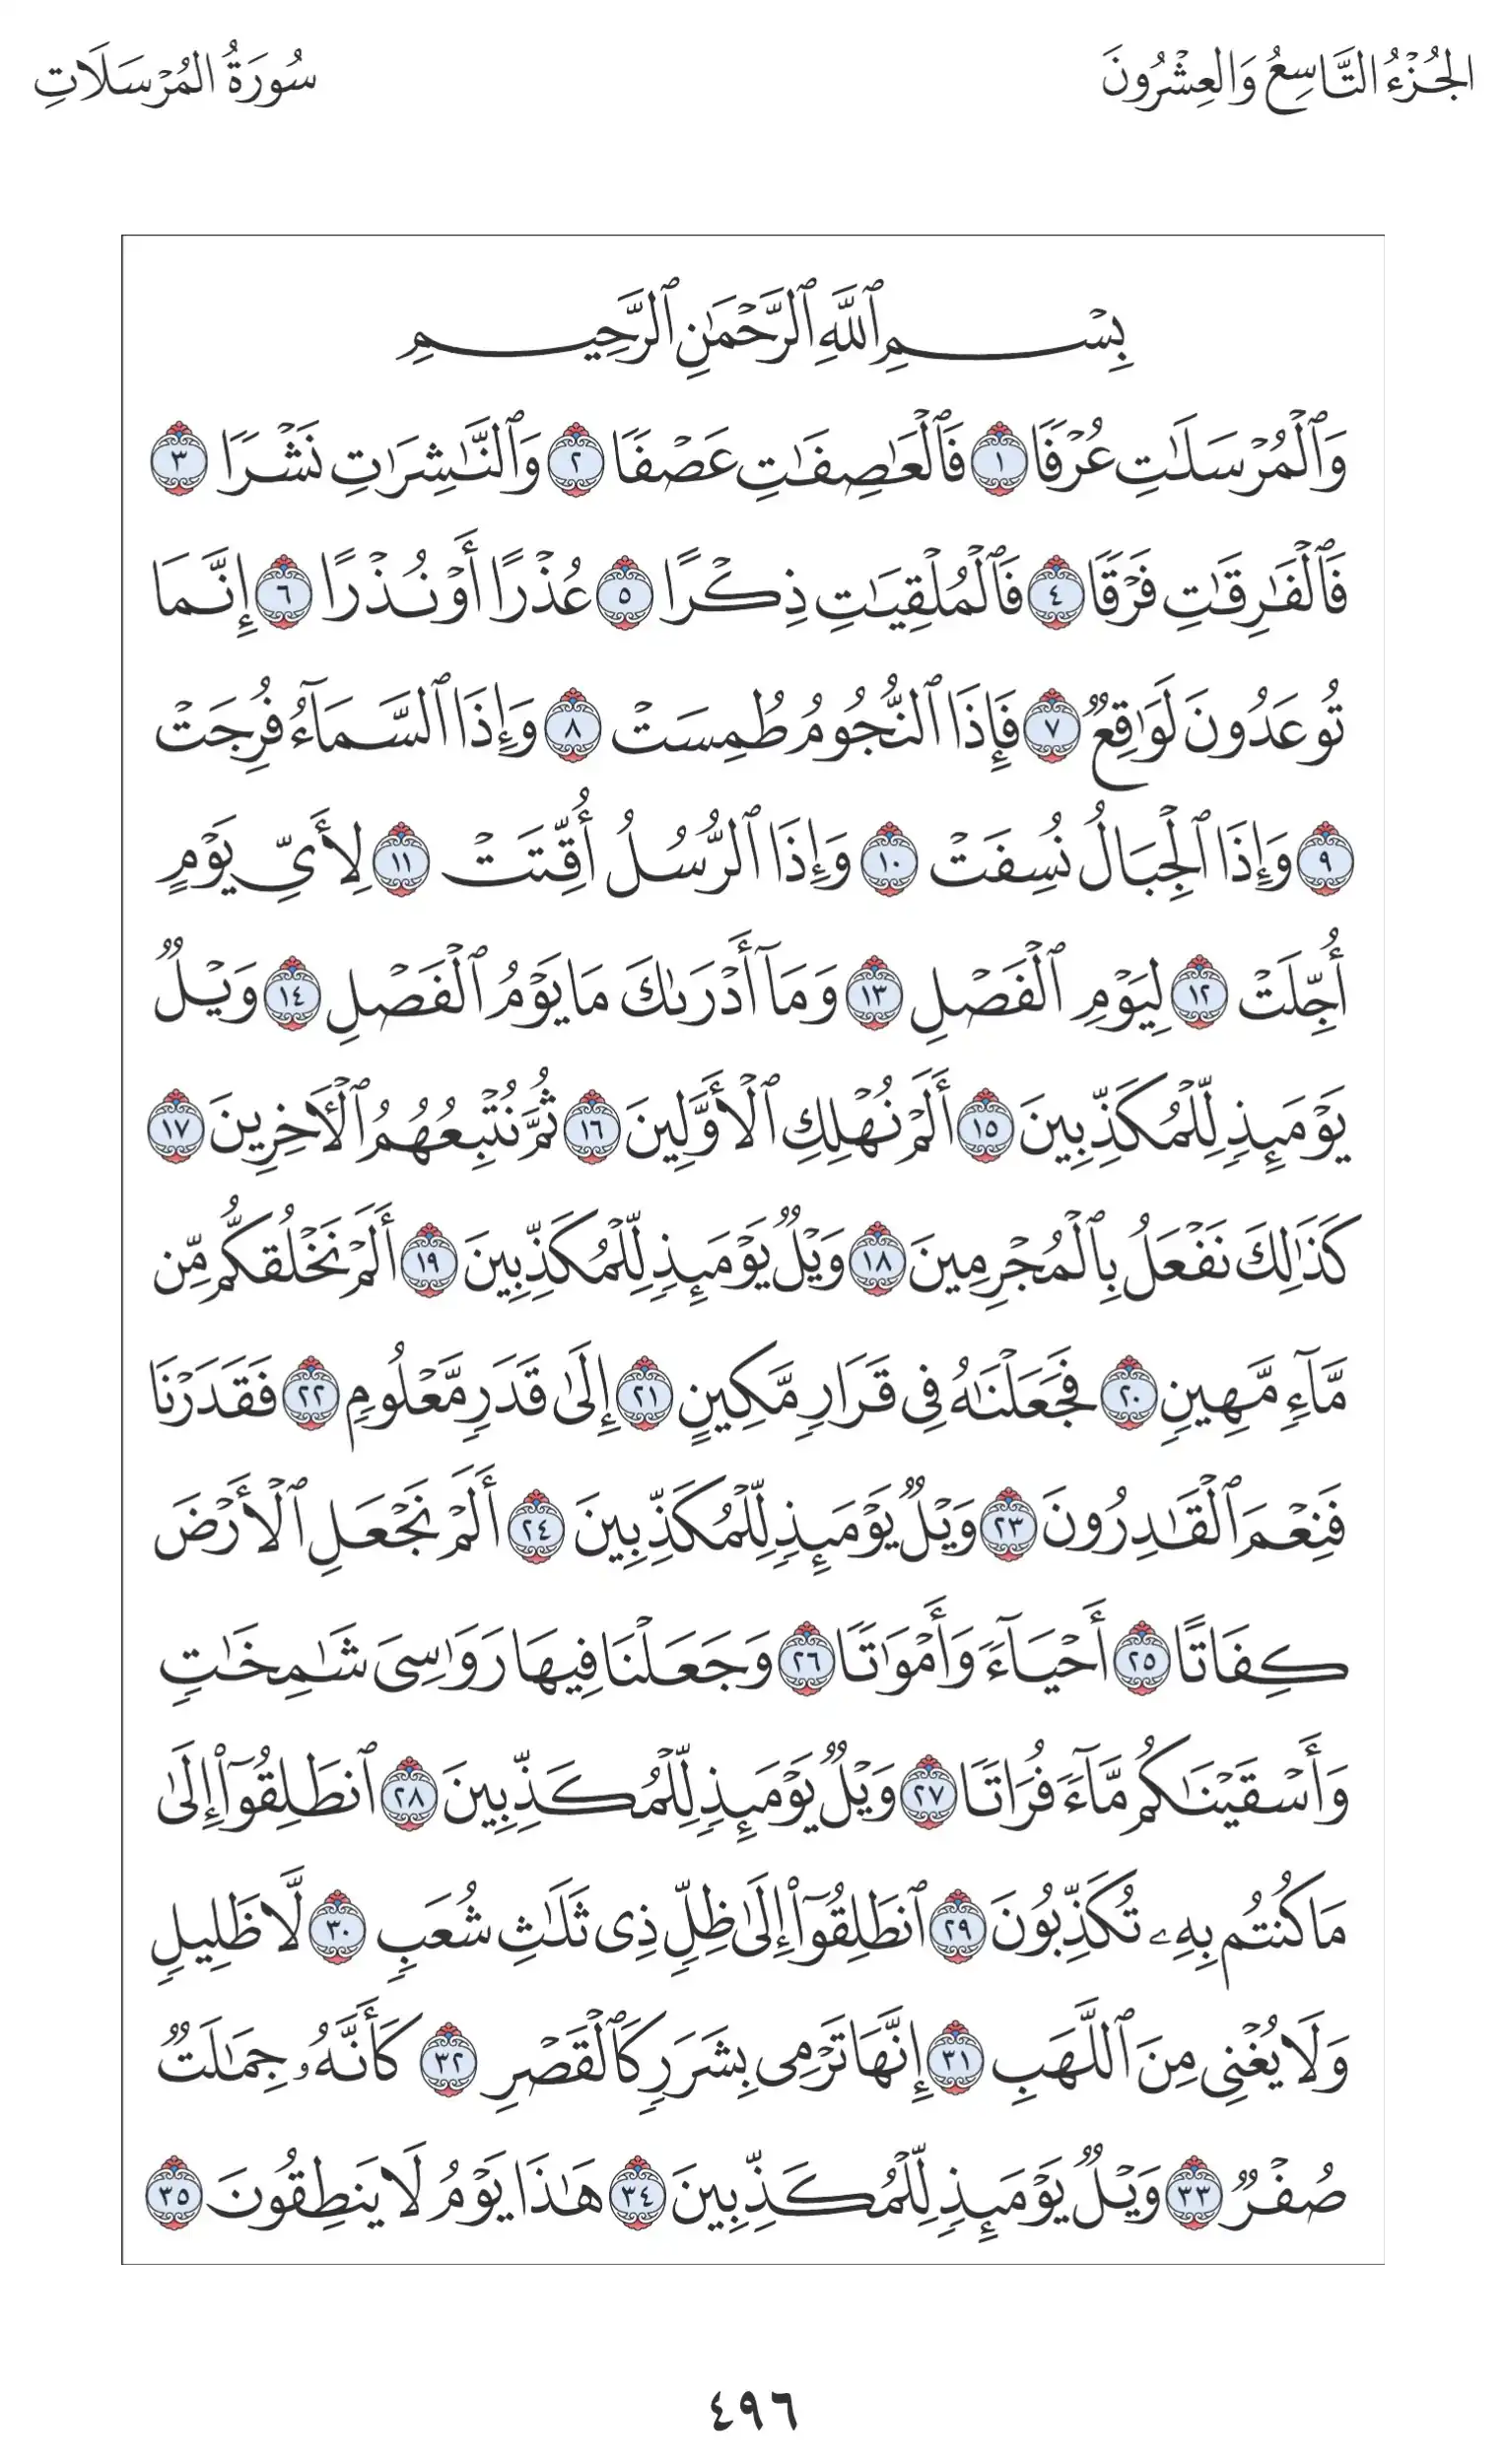 الجُزْءُ التَّاسِعُ وَالعِشْرُونَ
سُورَةُ المُرْسَلَاتِ
بِسْمِ ٱللَّهِ ٱلرَّحْمَٰنِ ٱلرَّحِيمِ
وَٱلْمُرْسَلَٰتِ عُرْفًا ١ فَٱلْعَٰصِفَٰتِ عَصْفًا ٢ وَٱلنَّٰشِرَٰتِ نَشْرًا ٣
فَٱلْفَٰرِقَٰتِ فَرْقًا ٤ فَٱلْمُلْقِيَٰتِ ذِكْرًا ٥ عُذْرًا أَوْ نُذْرًا ٦ إِنَّمَا
تُوعَدُونَ لَوَٰقِعٌ ٧ فَإِذَا ٱلنُّجُومُ طُمِسَتْ ٨ وَإِذَا ٱلسَّمَآءُ فُرِجَتْ
٩ وَإِذَا ٱلْجِبَالُ نُسِفَتْ ١٠ وَإِذَا ٱلرُّسُلُ أُقِّتَتْ ١١ لِأَيِّ يَوْمٍ
أُجِّلَتْ ١٢ لِيَوْمِ ٱلْفَصْلِ ١٣ وَمَآ أَدْرَىٰكَ مَا يَوْمُ ٱلْفَصْلِ ١٤ وَيْلٌ
يَوْمَئِذٍ لِّلْمُكَذِّبِينَ ١٥ أَلَمْ نُهْلِكِ ٱلْأَوَّلِينَ ١٦ ثُمَّ نُتْبِعُهُمُ ٱلْـَٔاخِرِينَ ١٧
كَذَٰلِكَ نَفْعَلُ بِٱلْمُجْرِمِينَ ١٨ وَيْلٌ يَوْمَئِذٍ لِّلْمُكَذِّبِينَ ١٩ أَلَمْ نَخْلُقكُّم مِّن
مَّآءٍ مَّهِينٍ ٢٠ فَجَعَلْنَٰهُ فِى قَرَارٍ مَّكِينٍ ٢١ إِلَىٰ قَدَرٍ مَّعْلُومٍ ٢٢ فَقَدَرْنَا
فَنِعْمَ ٱلْقَٰدِرُونَ ٢٣ وَيْلٌ يَوْمَئِذٍ لِّلْمُكَذِّبِينَ ٢٤ أَلَمْ نَجْعَلِ ٱلْأَرْضَ
كِفَاتًا ٢٥ أَحْيَآءً وَأَمْوَٰتًا ٢٦ وَجَعَلْنَا فِيهَا رَوَٰسِىَ شَٰمِخَٰتٍ
وَأَسْقَيْنَٰكُم مَّآءً فُرَاتًا ٢٧ وَيْلٌ يَوْمَئِذٍ لِّلْمُكَذِّبِينَ ٢٨ ٱنطَلِقُوٓا۟ إِلَىٰ
مَا كُنتُم بِهِۦ تُكَذِّبُونَ ٢٩ ٱنطَلِقُوٓا۟ إِلَىٰ ظِلٍّ ذِى ثَلَٰثِ شُعَبٍ ٣٠ لَّا ظَلِيلٍ
وَلَا يُغْنِى مِنَ ٱللَّهَبِ ٣١ إِنَّهَا تَرْمِى بِشَرَرٍ كَٱلْقَصْرِ ٣٢ كَأَنَّهُۥ جِمَٰلَتٌ
صُفْرٌ ٣٣ وَيْلٌ يَوْمَئِذٍ لِّلْمُكَذِّبِينَ ٣٤ هَٰذَا يَوْمُ لَا يَنطِقُونَ ٣٥
٤٩٦